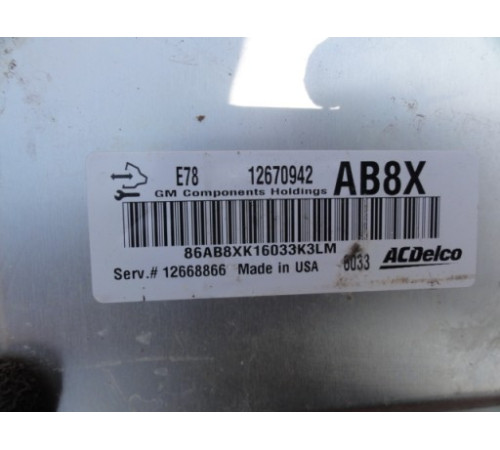 E78 12670942 AB8X
GM Components Holdings
86AB8XK16033K3LM
Serv.# 12668866 Made in USA 6033 ACDelco